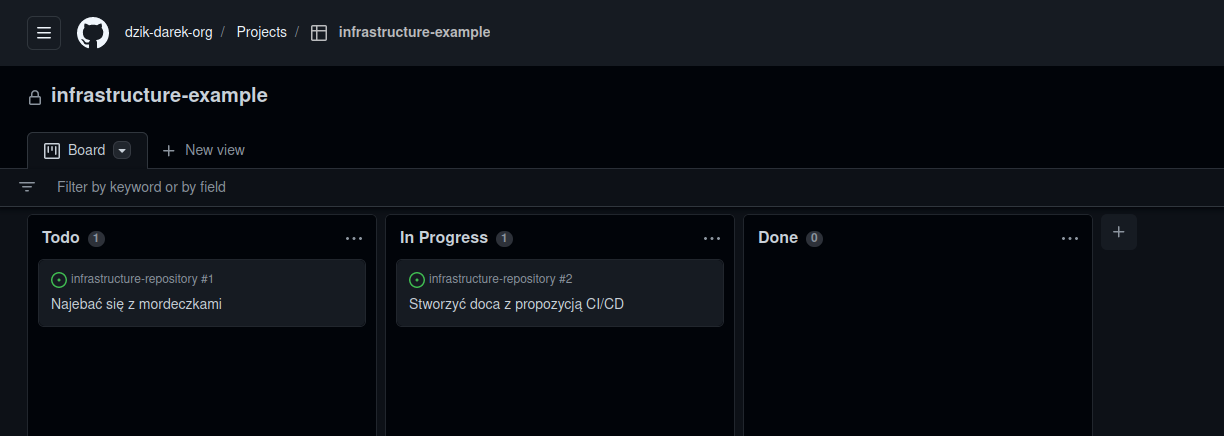 dzik-darek-org / Projects / infrastructure-example
infrastructure-example
Board New view
Filter by keyword or by field
Todo 1
infrastructure-repository #1
Najebać się z mordeczkami
In Progress 1
infrastructure-repository #2
Stworzyć doca z propozycją CI/CD
Done 0